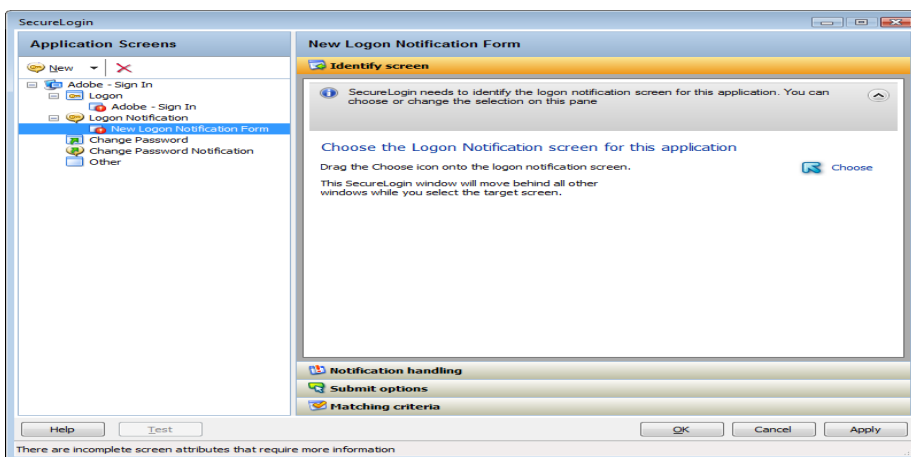 SecureLogin
Application Screens
New
Adobe - Sign In
Logon
Adobe - Sign In
Logon Notification
New Logon Notification Form
Change Password
Change Password Notification
Other
New Logon Notification Form
Identify screen
SecureLogin needs to identify the logon notification screen for this application. You can
choose or change the selection on this pane
Choose the Logon Notification screen for this application
Drag the Choose icon onto the logon notification screen.
Choose
This SecureLogin window will move behind all other
windows while you select the target screen.
Notification handling
Submit options
Matching criteria
Help
Test
OK
Cancel
Apply
There are incomplete screen attributes that require more information